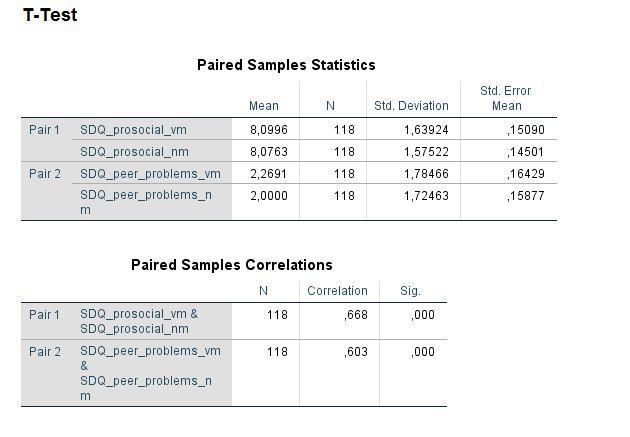 T-Test
Paired Samples Statistics
Mean N Std. Deviation Std. Error Mean
Pair 1 SDQ_prosocial_vm 8,0996 118 1,63924 ,15090
SDQ_prosocial_nm 8,0763 118 1,57522 ,14501
Pair 2 SDQ_peer_problems_vm 2,2691 118 1,78466 ,16429
SDQ_peer_problems_n 2,0000 118 1,72463 ,15877
m
Paired Samples Correlations
N Correlation Sig.
Pair 1 SDQ_prosocial_vm & 118 ,668 ,000
SDQ_prosocial_nm
Pair 2 SDQ_peer_problems_vm 118 ,603 ,000
&
SDQ_peer_problems_n
m